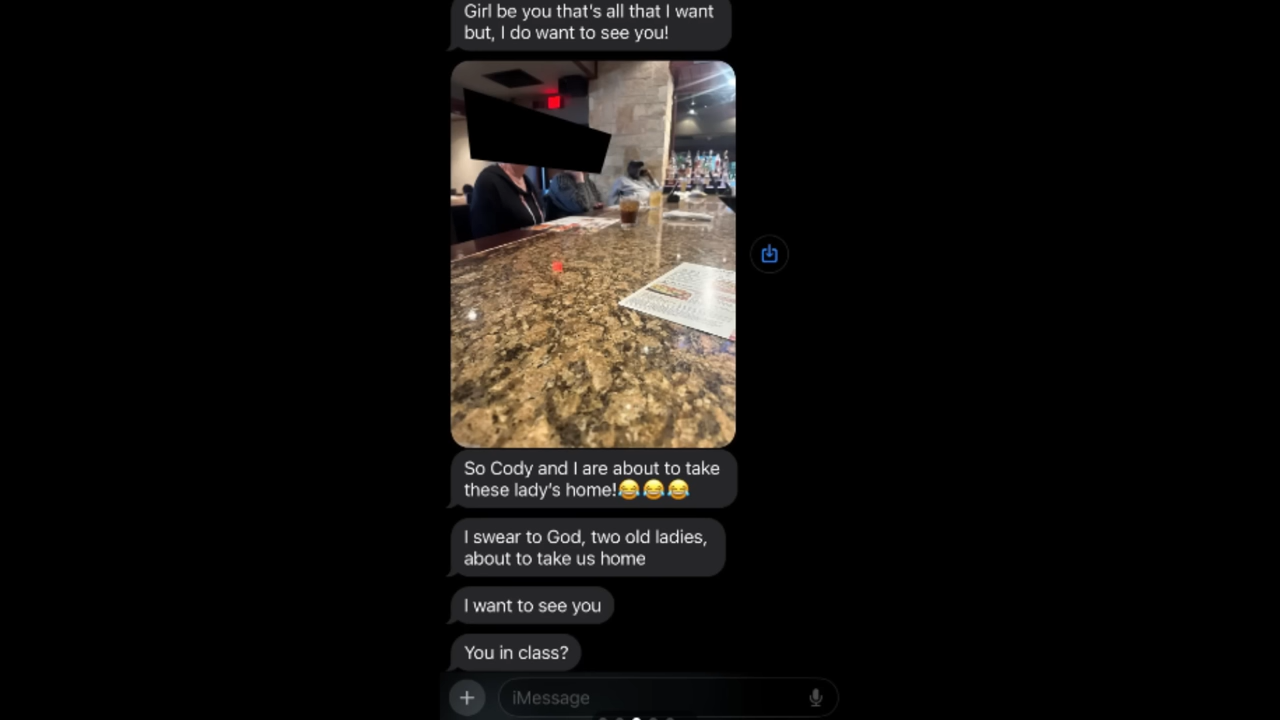 Girl be you that's all that I want
but, I do want to see you!
So Cody and I are about to take
these lady's home!😂😂😂
I swear to God, two old ladies,
about to take us home
I want to see you
You in class?
iMessage